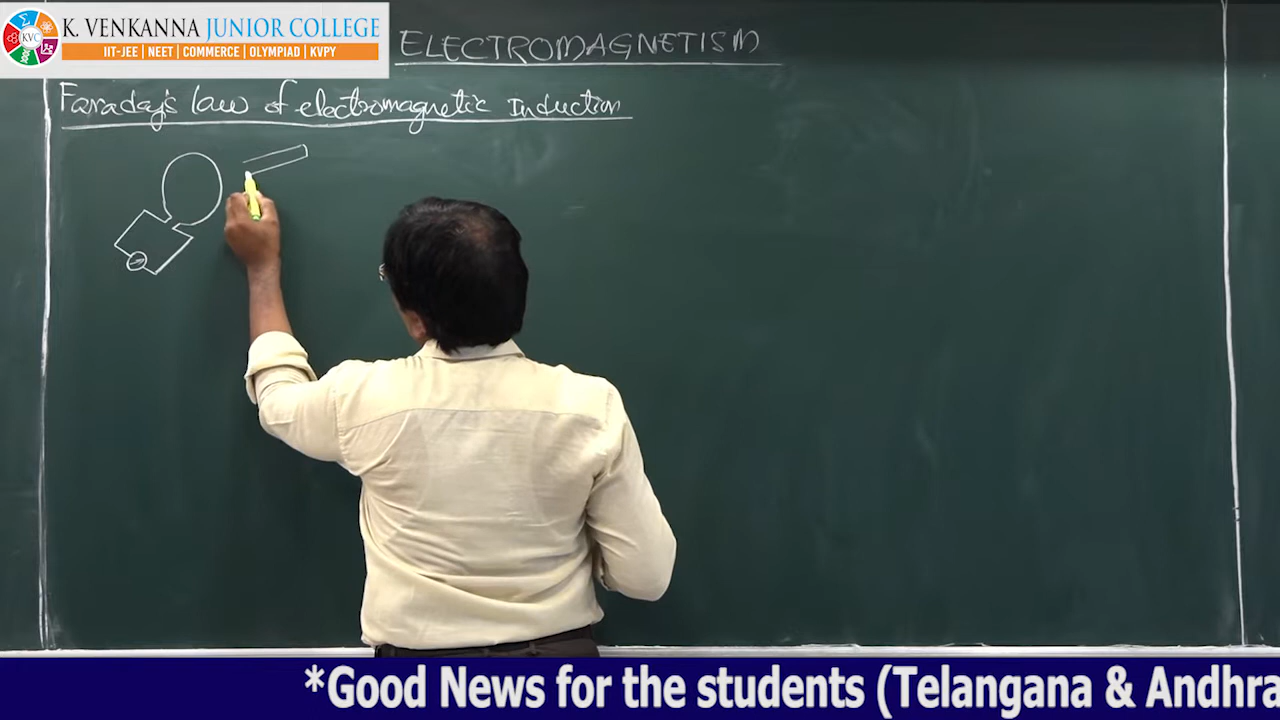 K. VENKANNA JUNIOR COLLEGE
KVC
IIT-JEE | NEET | COMMERCE | OLYMPIAD | KVPY
ELECTROMAGNETISM
Faraday's law of electromagnetic Induction
*Good News for the students (Telangana & Andhra